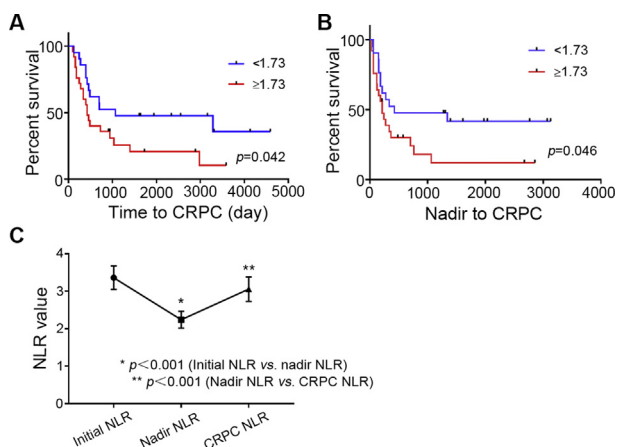 A
Percent survival
100
50
0
0 1000 2000 3000 4000 5000
Time to CRPC (day)
<1.73
≥1.73
p=0.042
B
Percent survival
100
50
0
0 1000 2000 3000 4000
Nadir to CRPC
<1.73
≥1.73
p=0.046
C
NLR value
4
3
2
1
0
*
**
* p<0.001 (Initial NLR vs. nadir NLR)
** p<0.001 (Nadir NLR vs. CRPC NLR)
Initial NLR
Nadir NLR
CRPC NLR